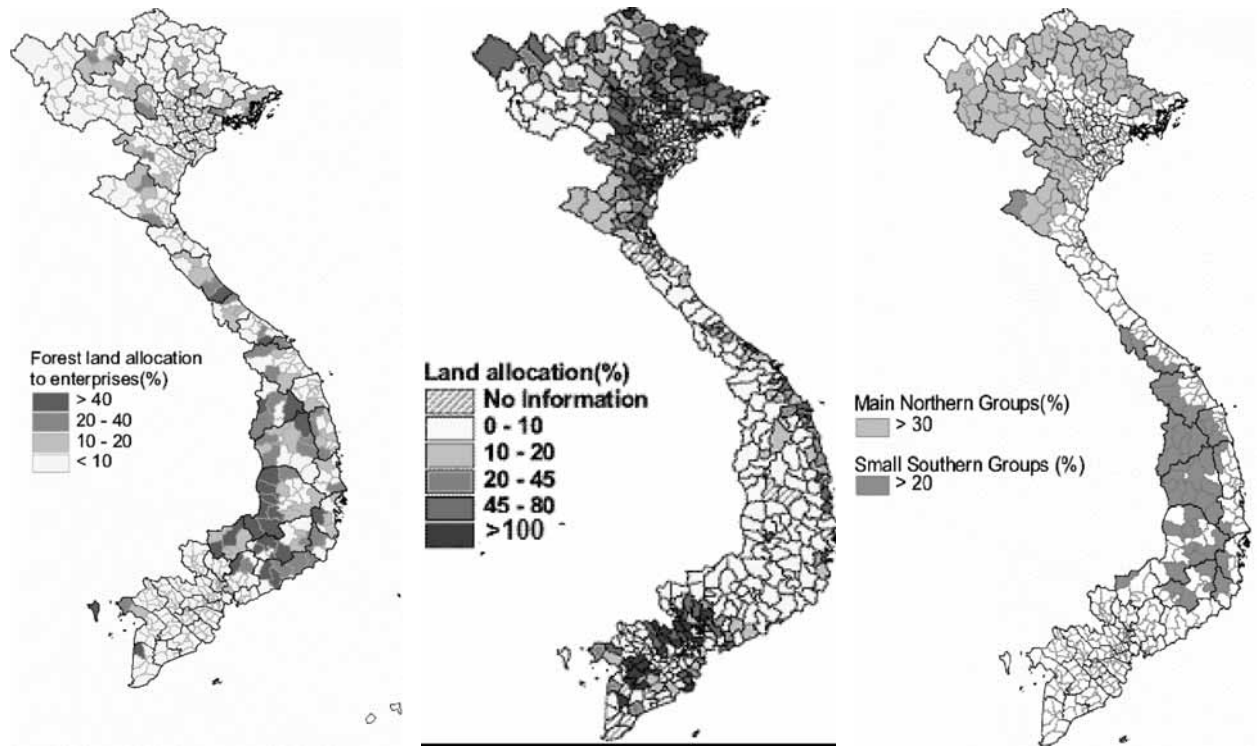 Forest land allocation
to enterprises(%)
> 40
20 - 40
10 - 20
< 10
Land allocation(%)
No Information
0 - 10
10 - 20
20 - 45
45 - 80
>100
Main Northern Groups(%)
> 30
Small Southern Groups (%)
> 20